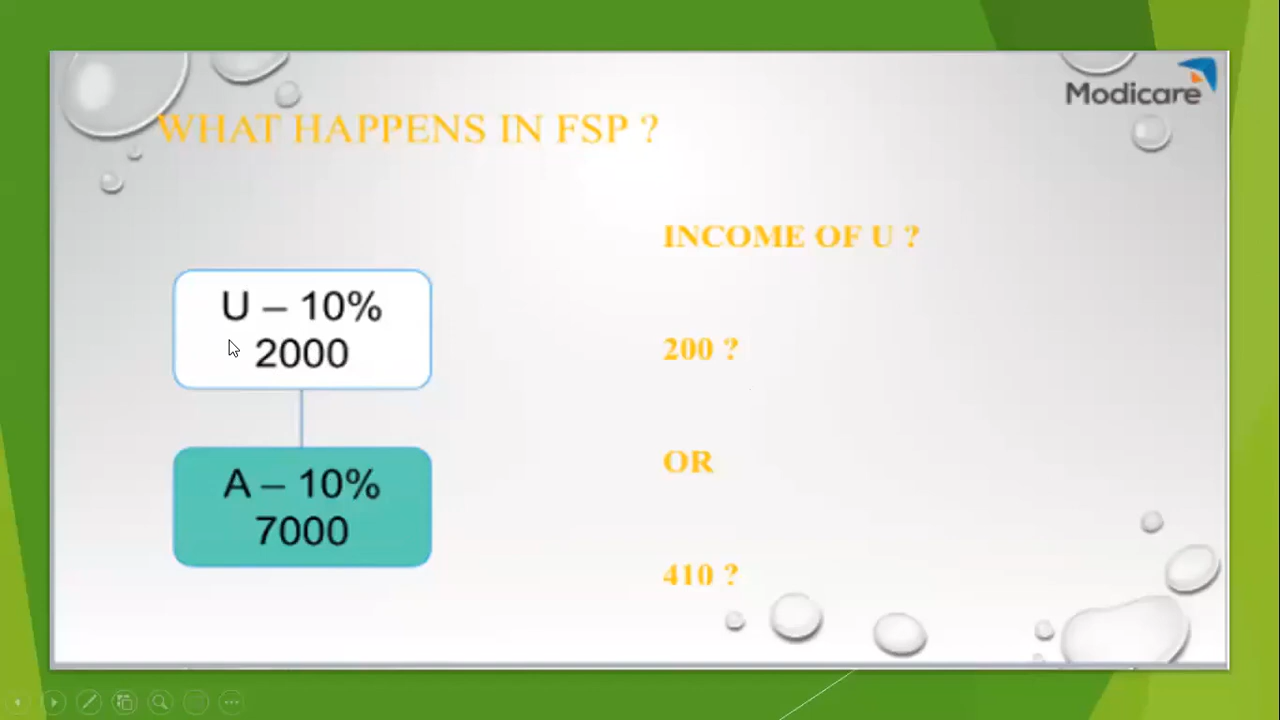 Modicare
WHAT HAPPENS IN FSP ?
INCOME OF U ?
U – 10%
2000
200 ?
OR
A – 10%
7000
410 ?